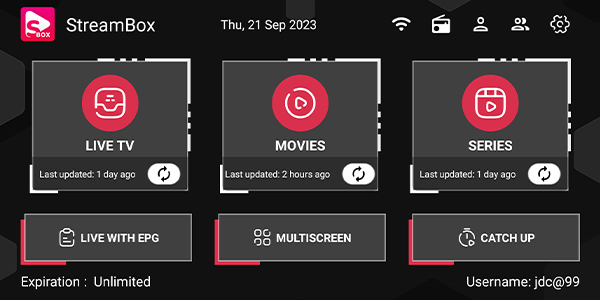 BOX
StreamBox
Thu, 21 Sep 2023
LIVE TV
Last updated: 1 day ago
MOVIES
Last updated: 2 hours ago
SERIES
Last updated: 1 day ago
LIVE WITH EPG
MULTISCREEN
CATCH UP
Expiration : Unlimited
Username: jdc@99